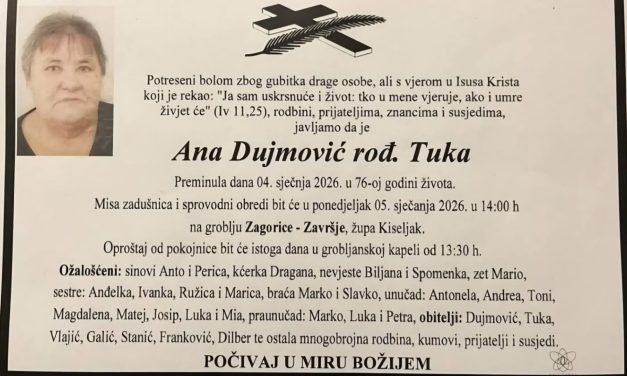 Potreseni bolom zbog gubitka drage osobe, ali s vjerom u Isusa Krista
koji je rekao: "Ja sam uskrsnuće i život: tko u mene vjeruje, ako i umre
živjet će" (Iv 11,25), rodbini, prijateljima, znancima i susjedima,
javljamo da je
Ana Dujmović rođ. Tuka
Preminula dana 04. sječnja 2026. u 76-oj godini života.
Misa zadušnica i sprovodni obredi bit će u ponedjeljak 05. sječanja 2026. u 14:00 h
na groblju Zagorice - Završje, župa Kiseljak.
Oproštaj od pokojnice bit će istoga dana u grobljanskoj kapeli od 13:30 h.
Ožalošćeni: sinovi Anto i Perica, kćerka Dragana, nevjeste Biljana i Spomenka, zet Mario,
sestre: Anđelka, Ivanka, Ružica i Marica, braća Marko i Slavko, unučad: Antonela, Andrea, Toni,
Magdalena, Matej, Josip, Luka i Mia, praunučad: Marko, Luka i Petra, obitelji: Dujmović, Tuka,
Vlajić, Galić, Stanić, Franković, Dilber te ostala mnogobrojna rodbina, kumovi, prijatelji i susjedi.
POČIVAJ U MIRU BOŽIJEM